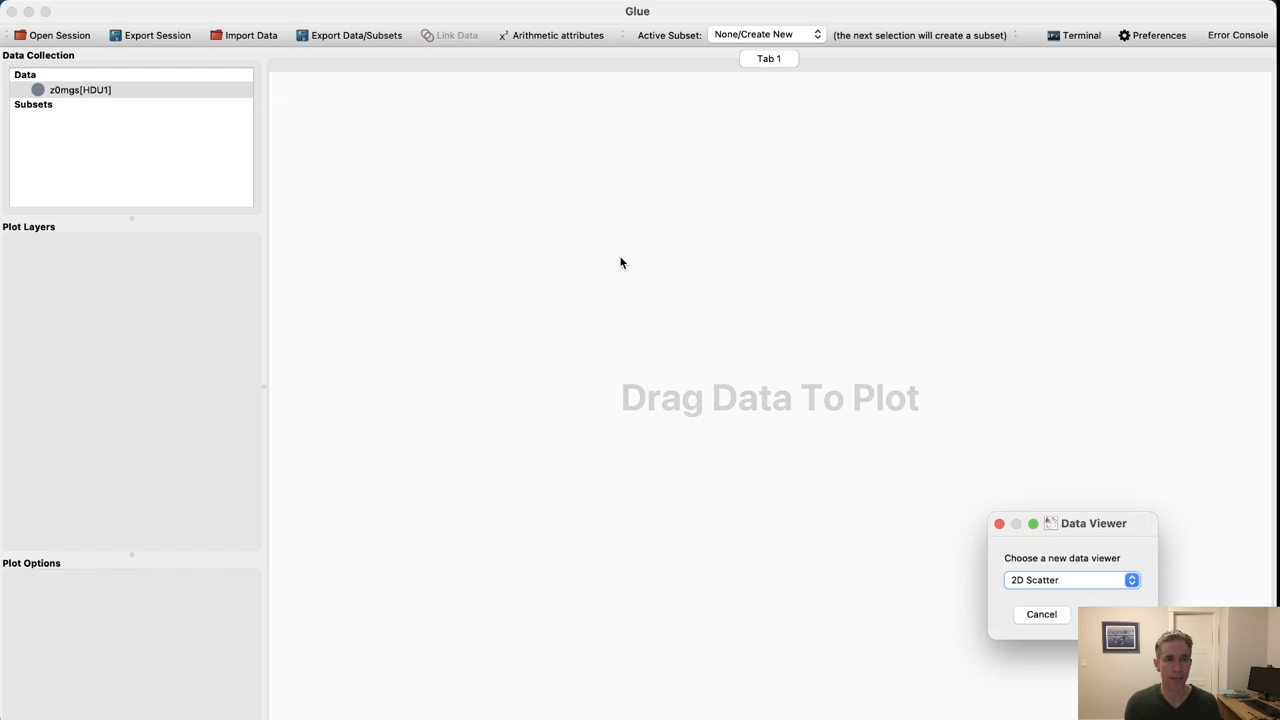 Glue
Open Session Export Session Import Data Export Data/Subsets Link Data x² Arithmetic attributes Active Subset: None/Create New (the next selection will create a subset) Terminal Preferences Error Console
Data Collection
Tab 1
Data
z0mgs[HDU1]
Subsets
Plot Layers
Drag Data To Plot
Data Viewer
Choose a new data viewer
2D Scatter
Plot Options
Cancel